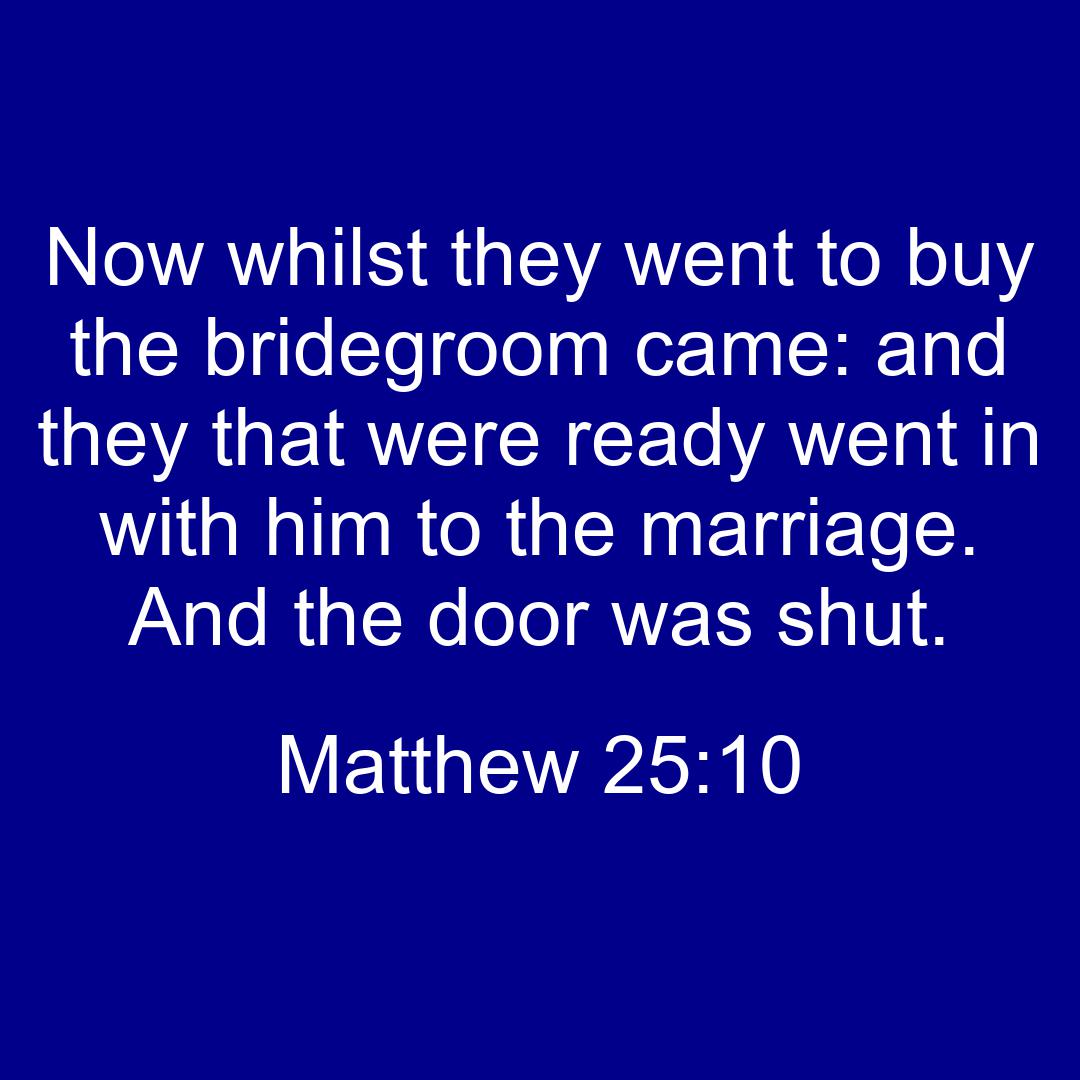 Now whilst they went to buy
the bridegroom came: and
they that were ready went in
with him to the marriage.
And the door was shut.
Matthew 25:10